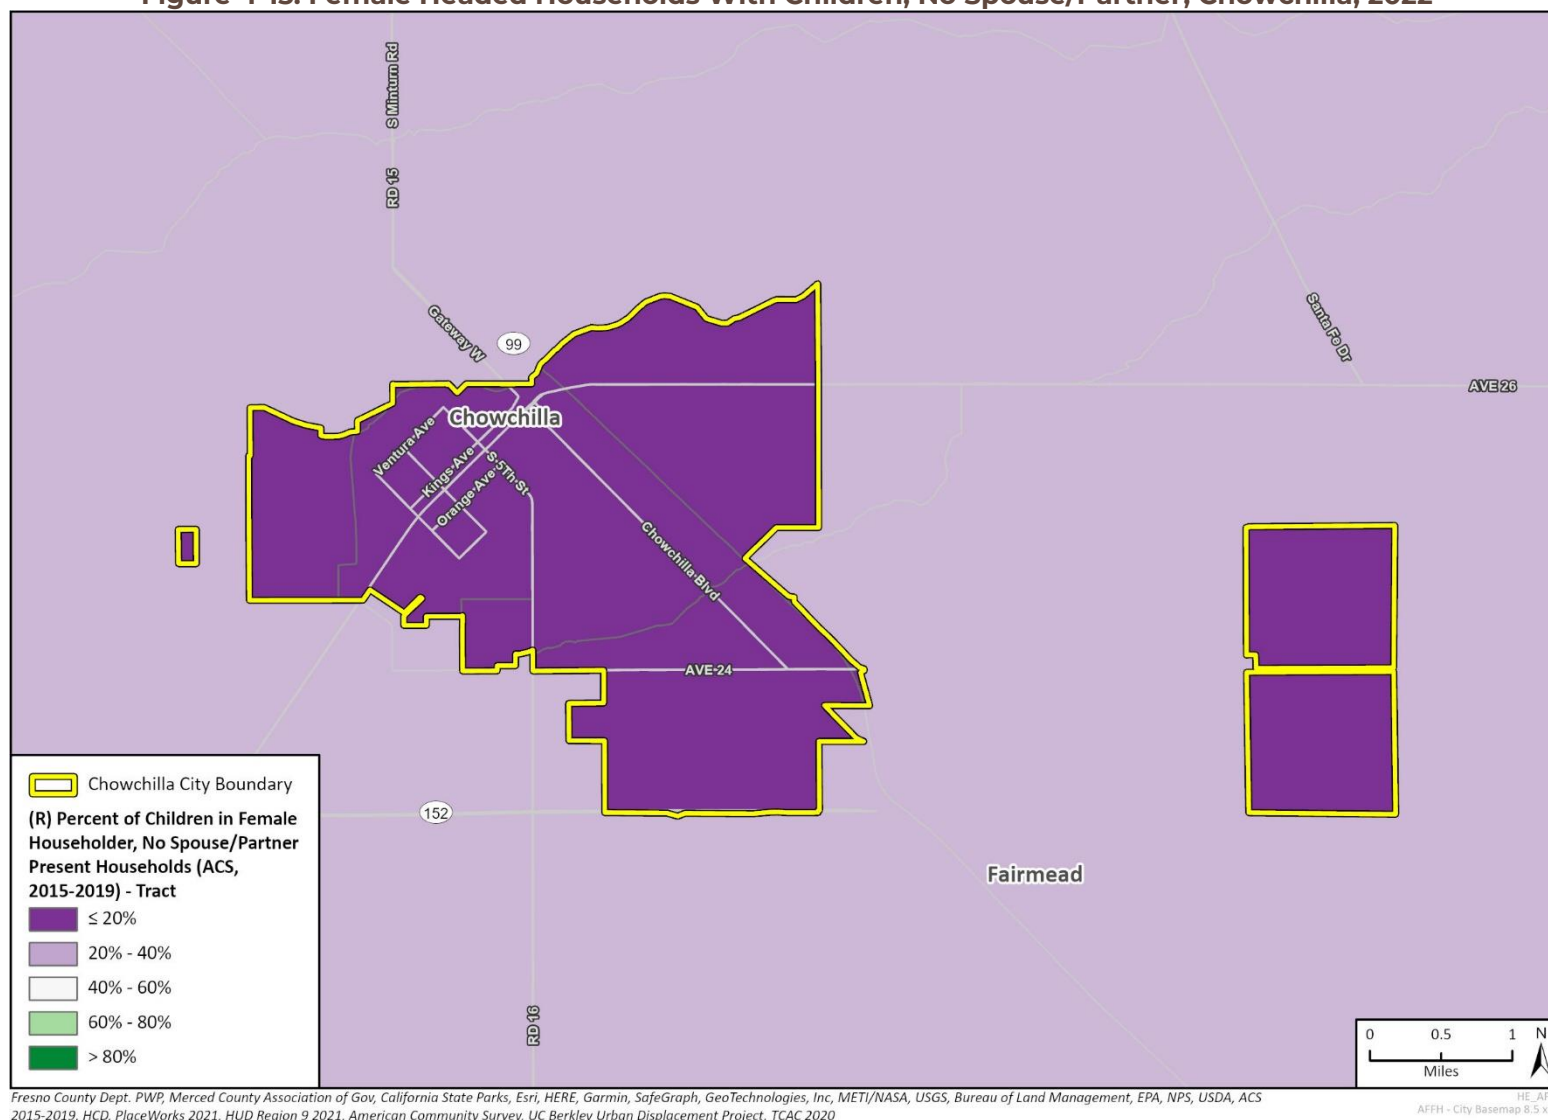 Figure 4-13. Female Headed Households With Children, No Spouse/Partner, Chowchilla, 2022
S Minturn Rd
RD 15
Gateway W
99
Santa Fe Dr
AVE 26
Chowchilla
Ventura Ave
Kings Ave
S 5Th St
Orange Ave
Chowchilla Blvd
AVE 24
152
Fairmead
RD 16
Chowchilla City Boundary
(R) Percent of Children in Female
Householder, No Spouse/Partner
Present Households (ACS,
2015-2019) - Tract
≤ 20%
20% - 40%
40% - 60%
60% - 80%
> 80%
0 0.5 1
Miles
N
Fresno County Dept. PWP, Merced County Association of Gov, California State Parks, Esri, HERE, Garmin, SafeGraph, GeoTechnologies, Inc, METI/NASA, USGS, Bureau of Land Management, EPA, NPS, USDA, ACS
2015-2019, HCD, PlaceWorks 2021, HUD Region 9 2021, American Community Survey, UC Berkley Urban Displacement Project, TCAC 2020
AFFH - City Basemap 8.5 x